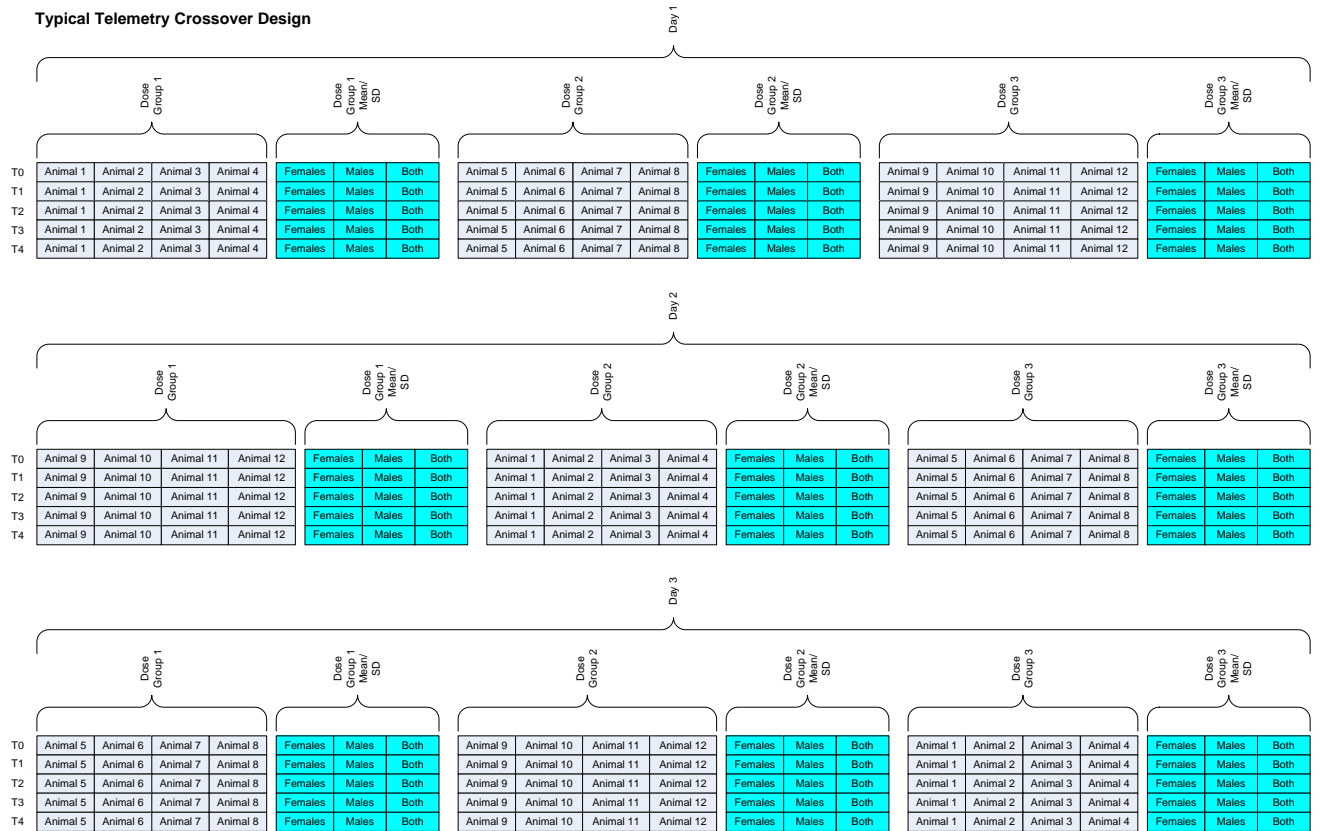 Typical Telemetry Crossover Design
Day 1
Dose Group 1
Dose Group 1 Mean/ SD
Dose Group 2
Dose Group 2 Mean/ SD
Dose Group 3
Dose Group 3 Mean/ SD
T0 Animal 1 Animal 2 Animal 3 Animal 4 Females Males Both Animal 5 Animal 6 Animal 7 Animal 8 Females Males Both Animal 9 Animal 10 Animal 11 Animal 12 Females Males Both
T1 Animal 1 Animal 2 Animal 3 Animal 4 Females Males Both Animal 5 Animal 6 Animal 7 Animal 8 Females Males Both Animal 9 Animal 10 Animal 11 Animal 12 Females Males Both
T2 Animal 1 Animal 2 Animal 3 Animal 4 Females Males Both Animal 5 Animal 6 Animal 7 Animal 8 Females Males Both Animal 9 Animal 10 Animal 11 Animal 12 Females Males Both
T3 Animal 1 Animal 2 Animal 3 Animal 4 Females Males Both Animal 5 Animal 6 Animal 7 Animal 8 Females Males Both Animal 9 Animal 10 Animal 11 Animal 12 Females Males Both
T4 Animal 1 Animal 2 Animal 3 Animal 4 Females Males Both Animal 5 Animal 6 Animal 7 Animal 8 Females Males Both Animal 9 Animal 10 Animal 11 Animal 12 Females Males Both
Day 2
Dose Group 1
Dose Group 1 Mean/ SD
Dose Group 2
Dose Group 2 Mean/ SD
Dose Group 3
Dose Group 3 Mean/ SD
T0 Animal 9 Animal 10 Animal 11 Animal 12 Females Males Both Animal 1 Animal 2 Animal 3 Animal 4 Females Males Both Animal 5 Animal 6 Animal 7 Animal 8 Females Males Both
T1 Animal 9 Animal 10 Animal 11 Animal 12 Females Males Both Animal 1 Animal 2 Animal 3 Animal 4 Females Males Both Animal 5 Animal 6 Animal 7 Animal 8 Females Males Both
T2 Animal 9 Animal 10 Animal 11 Animal 12 Females Males Both Animal 1 Animal 2 Animal 3 Animal 4 Females Males Both Animal 5 Animal 6 Animal 7 Animal 8 Females Males Both
T3 Animal 9 Animal 10 Animal 11 Animal 12 Females Males Both Animal 1 Animal 2 Animal 3 Animal 4 Females Males Both Animal 5 Animal 6 Animal 7 Animal 8 Females Males Both
T4 Animal 9 Animal 10 Animal 11 Animal 12 Females Males Both Animal 1 Animal 2 Animal 3 Animal 4 Females Males Both Animal 5 Animal 6 Animal 7 Animal 8 Females Males Both
Day 3
Dose Group 1
Dose Group 1 Mean/ SD
Dose Group 2
Dose Group 2 Mean/ SD
Dose Group 3
Dose Group 3 Mean/ SD
T0 Animal 5 Animal 6 Animal 7 Animal 8 Females Males Both Animal 9 Animal 10 Animal 11 Animal 12 Females Males Both Animal 1 Animal 2 Animal 3 Animal 4 Females Males Both
T1 Animal 5 Animal 6 Animal 7 Animal 8 Females Males Both Animal 9 Animal 10 Animal 11 Animal 12 Females Males Both Animal 1 Animal 2 Animal 3 Animal 4 Females Males Both
T2 Animal 5 Animal 6 Animal 7 Animal 8 Females Males Both Animal 9 Animal 10 Animal 11 Animal 12 Females Males Both Animal 1 Animal 2 Animal 3 Animal 4 Females Males Both
T3 Animal 5 Animal 6 Animal 7 Animal 8 Females Males Both Animal 9 Animal 10 Animal 11 Animal 12 Females Males Both Animal 1 Animal 2 Animal 3 Animal 4 Females Males Both
T4 Animal 5 Animal 6 Animal 7 Animal 8 Females Males Both Animal 9 Animal 10 Animal 11 Animal 12 Females Males Both Animal 1 Animal 2 Animal 3 Animal 4 Females Males Both